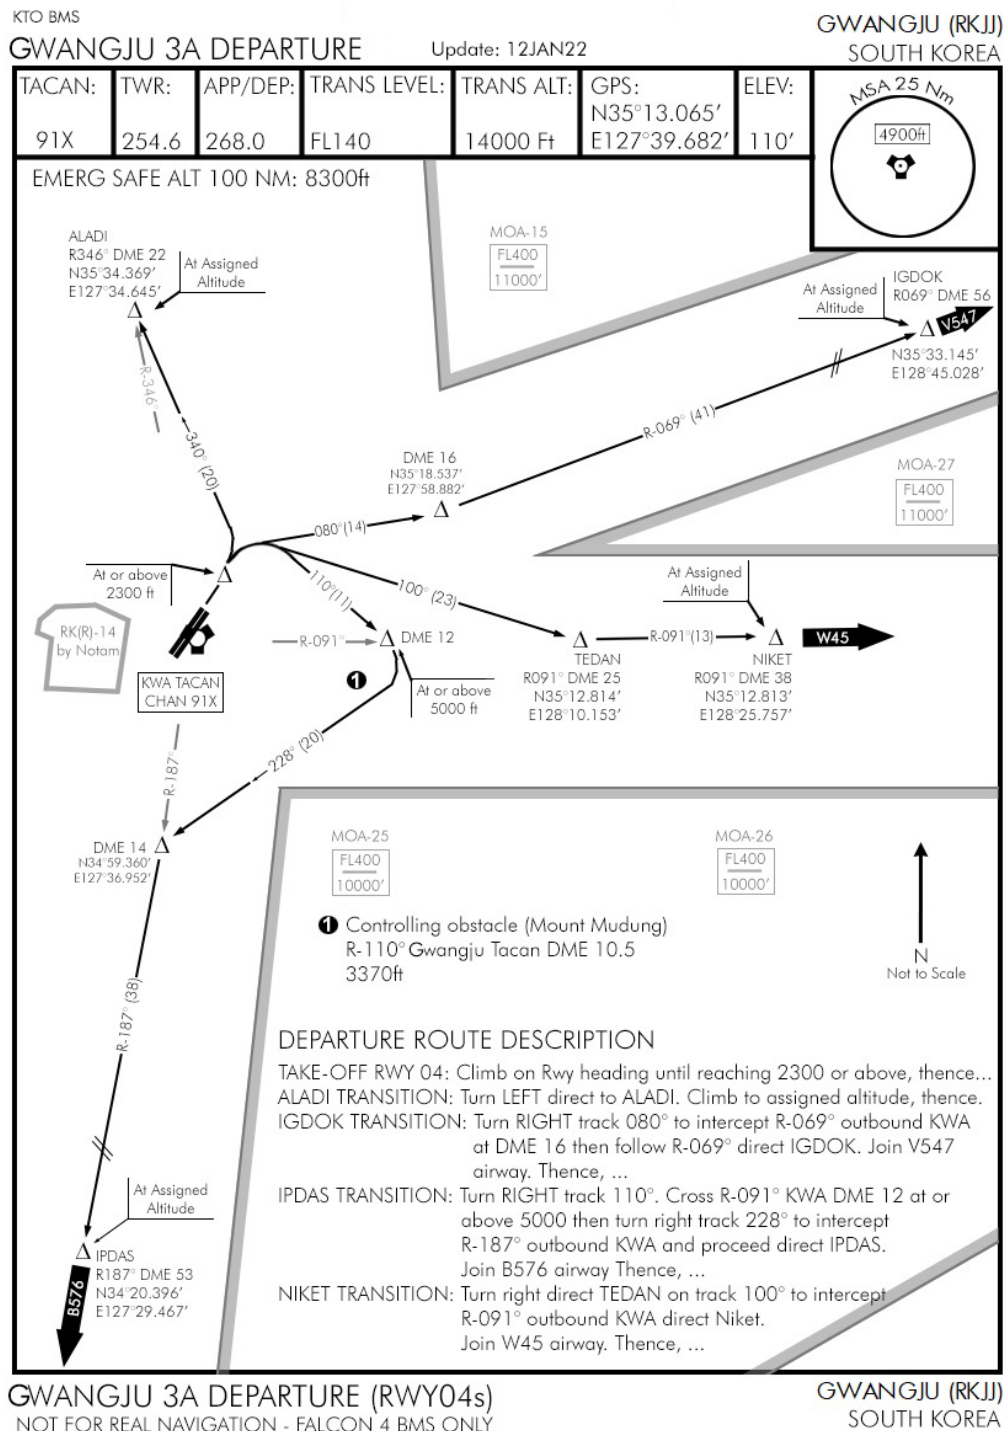 KTO BMS
GWANGJU 3A DEPARTURE
Update: 12JAN22
GWANGJU (RKJJ)
SOUTH KOREA
TACAN:
91X
TWR:
254.6
APP/DEP:
268.0
TRANS LEVEL:
FL140
TRANS ALT:
14000 Ft
GPS:
N35°13.065'
E127°39.682'
ELEV:
110'
MSA 25 Nm
4900ft
EMERG SAFE ALT 100 NM: 8300ft
MOA-15
FL400
11000'
ALADI
R346° DME 22
N35°34.369'
E127°34.645'
At Assigned
Altitude
At Assigned
Altitude
IGDOK
R069° DME 56
V547
N35°33.145'
E128°45.028'
R-346°
340° (20)
R-069° (41)
DME 16
N35°18.537'
E127°58.882'
MOA-27
FL400
11000'
080°(14)
At or above
2300 ft
110°(11)
100° (23)
At Assigned
Altitude
RK(R)-14
by Notam
R-091°
DME 12
R-091°(13)
W45
TEDAN
R091° DME 25
N35°12.814'
E128°10.153'
NIKET
R091° DME 38
N35°12.813'
E128°25.757'
KWA TACAN
CHAN 91X
1
At or above
5000 ft
R-187°
228° (20)
DME 14
N34°59.360'
E127°36.952'
MOA-25
FL400
10000'
MOA-26
FL400
10000'
1 Controlling obstacle (Mount Mudung)
R-110° Gwangju Tacan DME 10.5
3370ft
N
Not to Scale
R-187° (38)
DEPARTURE ROUTE DESCRIPTION
TAKE-OFF RWY 04: Climb on Rwy heading until reaching 2300 or above, thence...
ALADI TRANSITION: Turn LEFT direct to ALADI. Climb to assigned altitude, thence.
IGDOK TRANSITION: Turn RIGHT track 080° to intercept R-069° outbound KWA
at DME 16 then follow R-069° direct IGDOK. Join V547
airway. Thence, ...
IPDAS TRANSITION: Turn RIGHT track 110°. Cross R-091° KWA DME 12 at or
above 5000 then turn right track 228° to intercept
R-187° outbound KWA and proceed direct IPDAS.
Join B576 airway Thence, ...
NIKET TRANSITION: Turn right direct TEDAN on track 100° to intercept
R-091° outbound KWA direct Niket.
Join W45 airway. Thence, ...
At Assigned
Altitude
IPDAS
R187° DME 53
N34°20.396'
E127°29.467'
B576
GWANGJU 3A DEPARTURE (RWY04s)
NOT FOR REAL NAVIGATION - FALCON 4 BMS ONLY
GWANGJU (RKJJ)
SOUTH KOREA